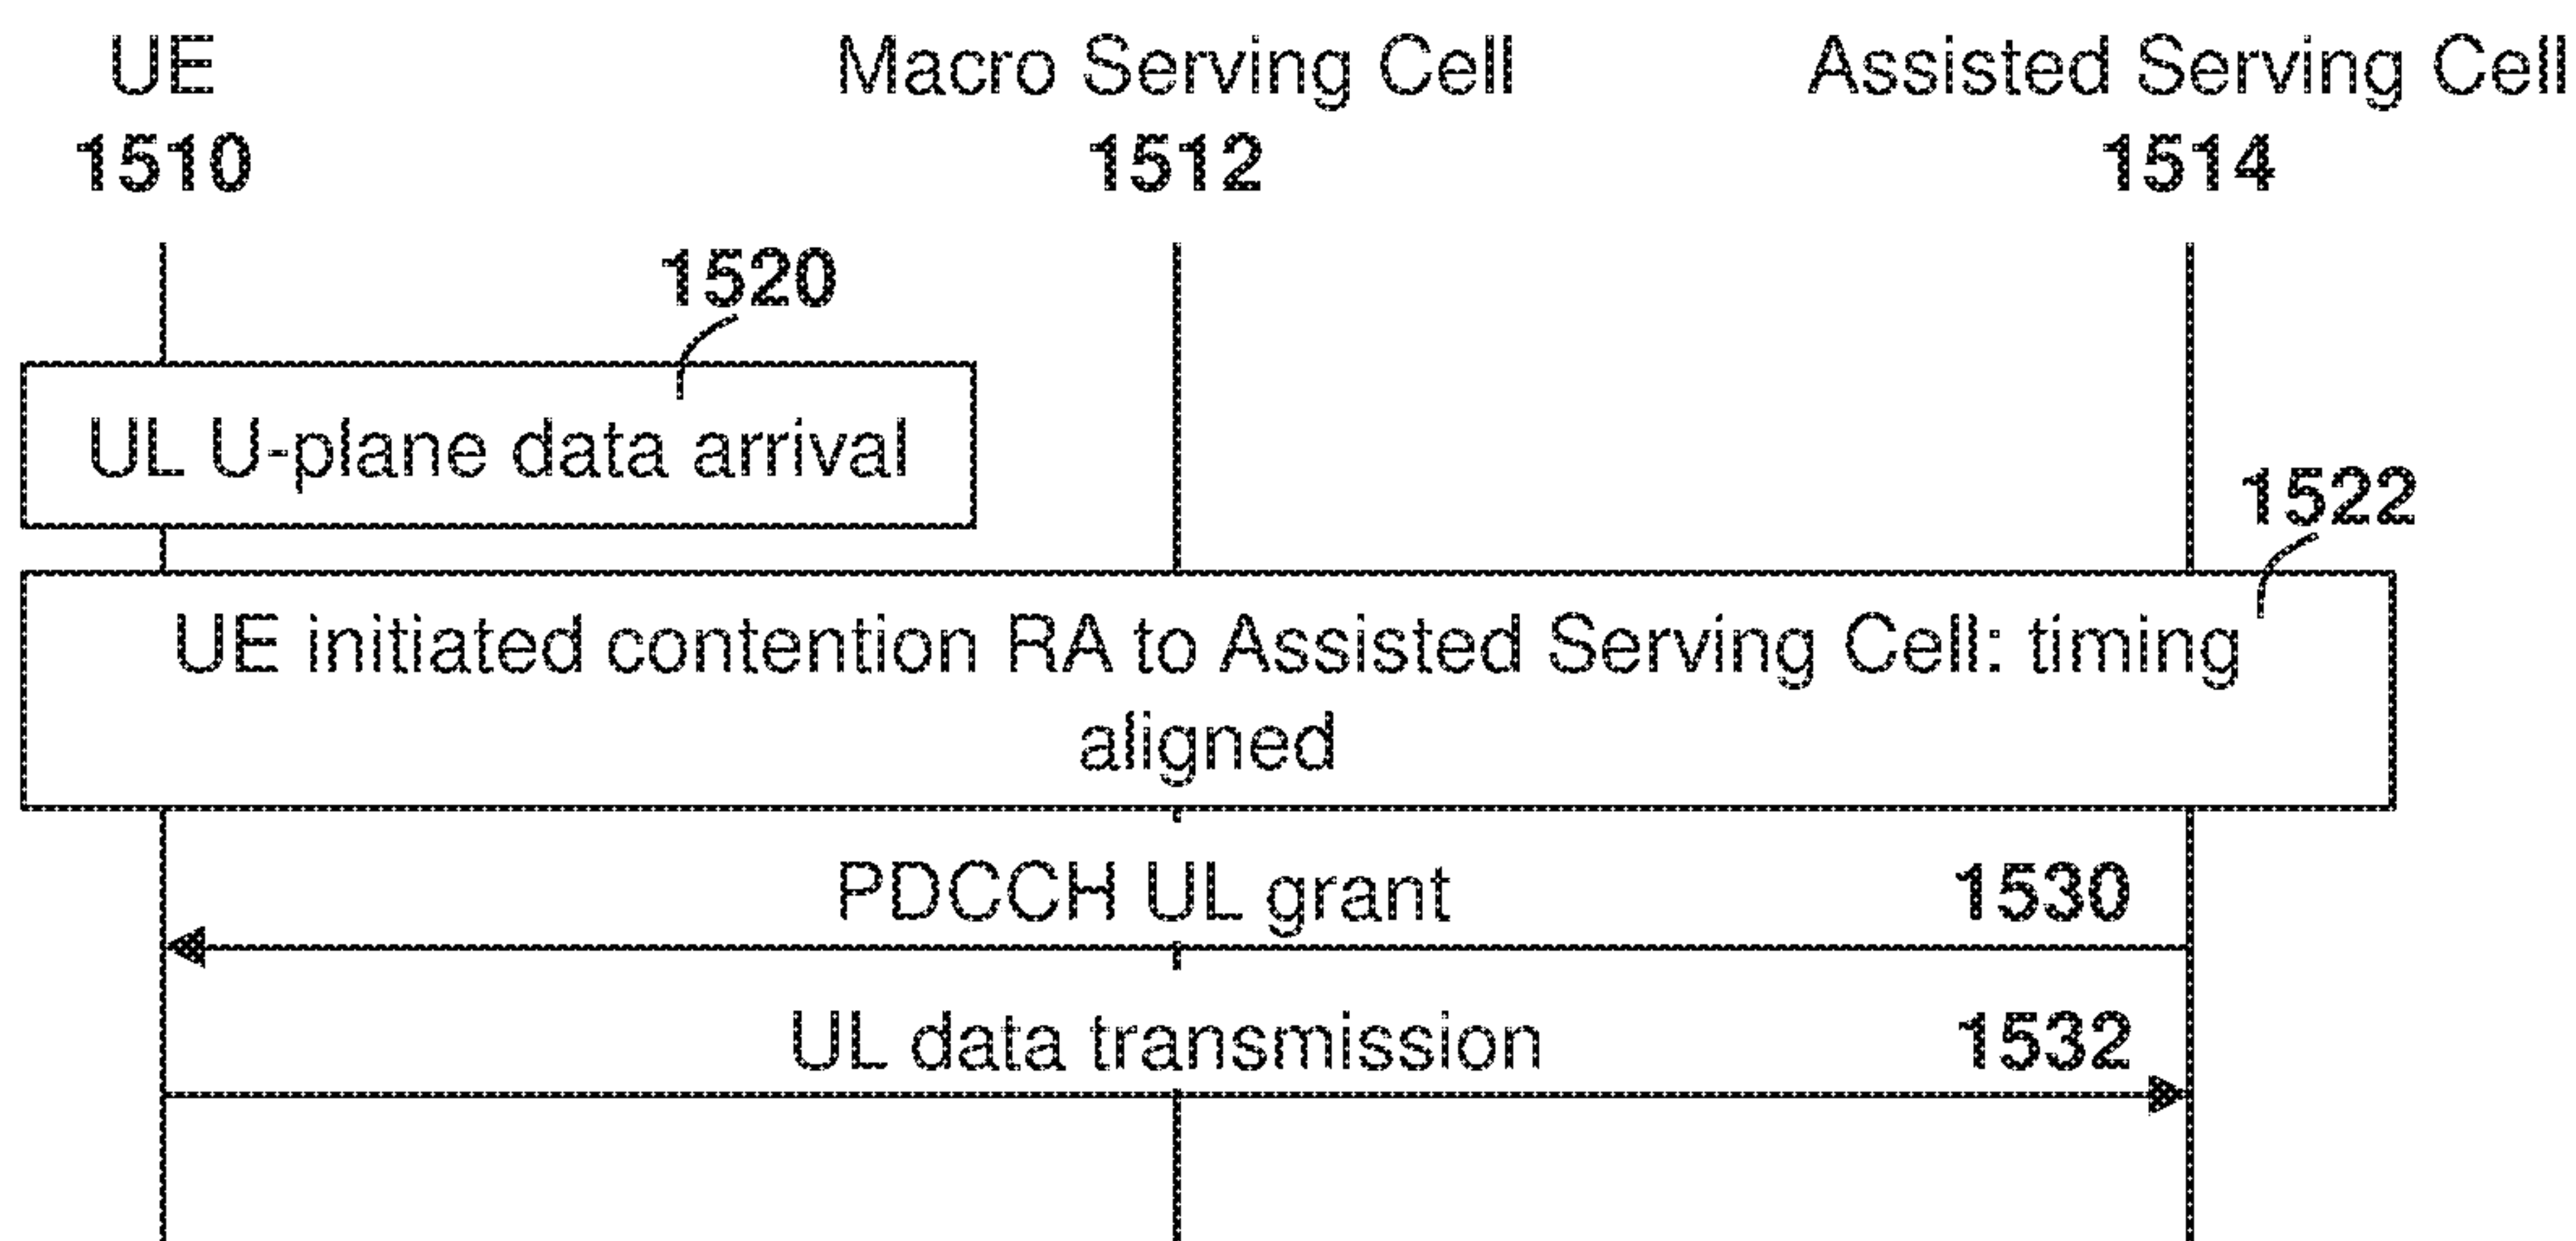 UE
1510
Macro Serving Cell
1512
Assisted Serving Cell
1514
1520
UL U-plane data arrival
1522
UE initiated contention RA to Assisted Serving Cell: timing
aligned
PDCCH UL grant
1530
UL data transmission
1532